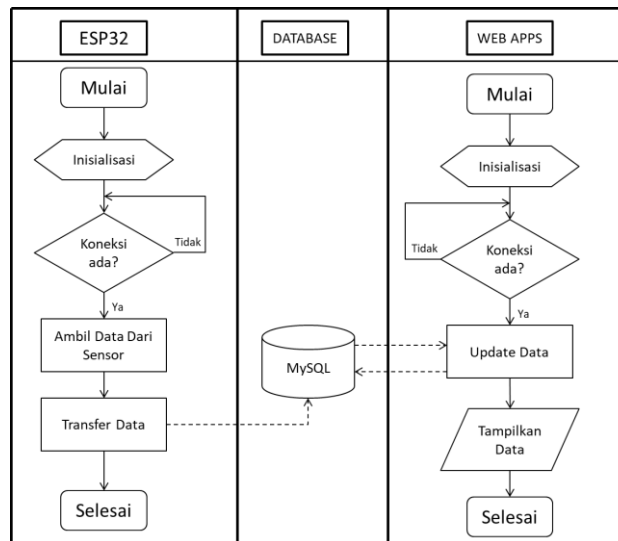 ESP32
DATABASE
WEB APPS
Mulai
Inisialisasi
Koneksi
ada?
Tidak
Ya
Ambil Data Dari
Sensor
Transfer Data
Selesai
MySQL
Mulai
Inisialisasi
Koneksi
ada?
Tidak
Ya
Update Data
Tampilkan
Data
Selesai